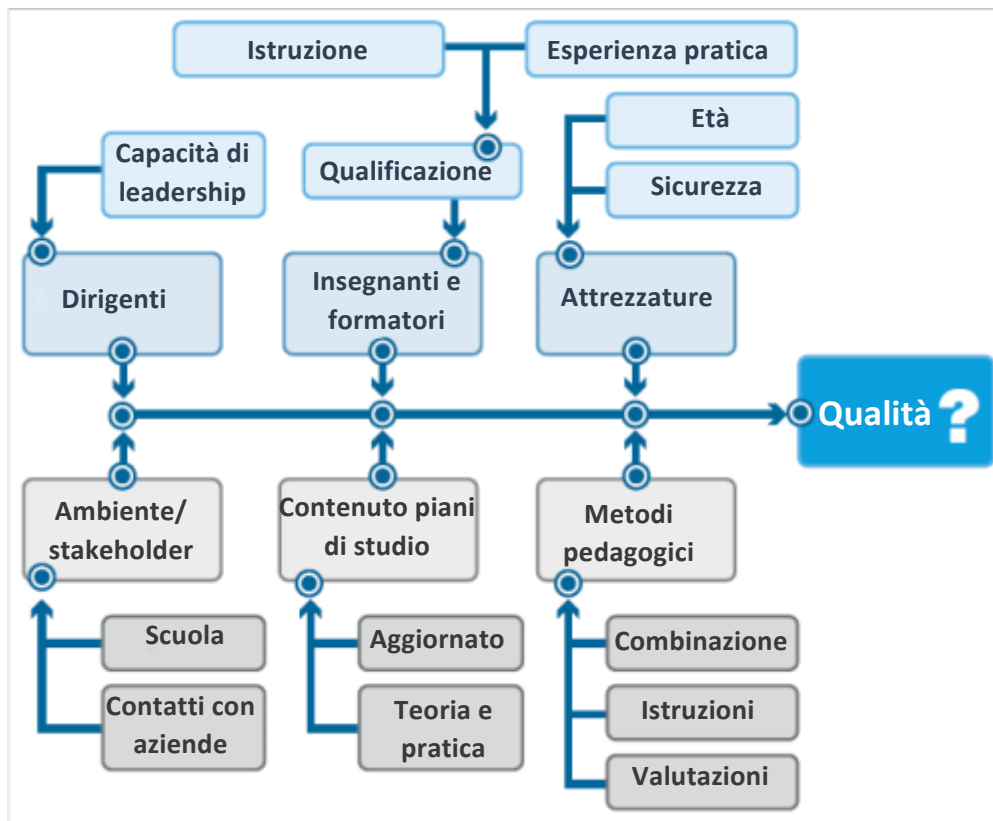 Istruzione
Esperienza pratica
Età
Capacità di
leadership
Qualificazione
Sicurezza
Dirigenti
Insegnanti e
formatori
Attrezzature
Qualità ?
Ambiente/
stakeholder
Contenuto piani
di studio
Metodi
pedagogici
Scuola
Aggiornato
Combinazione
Contatti con
aziende
Teoria e
pratica
Istruzioni
Valutazioni